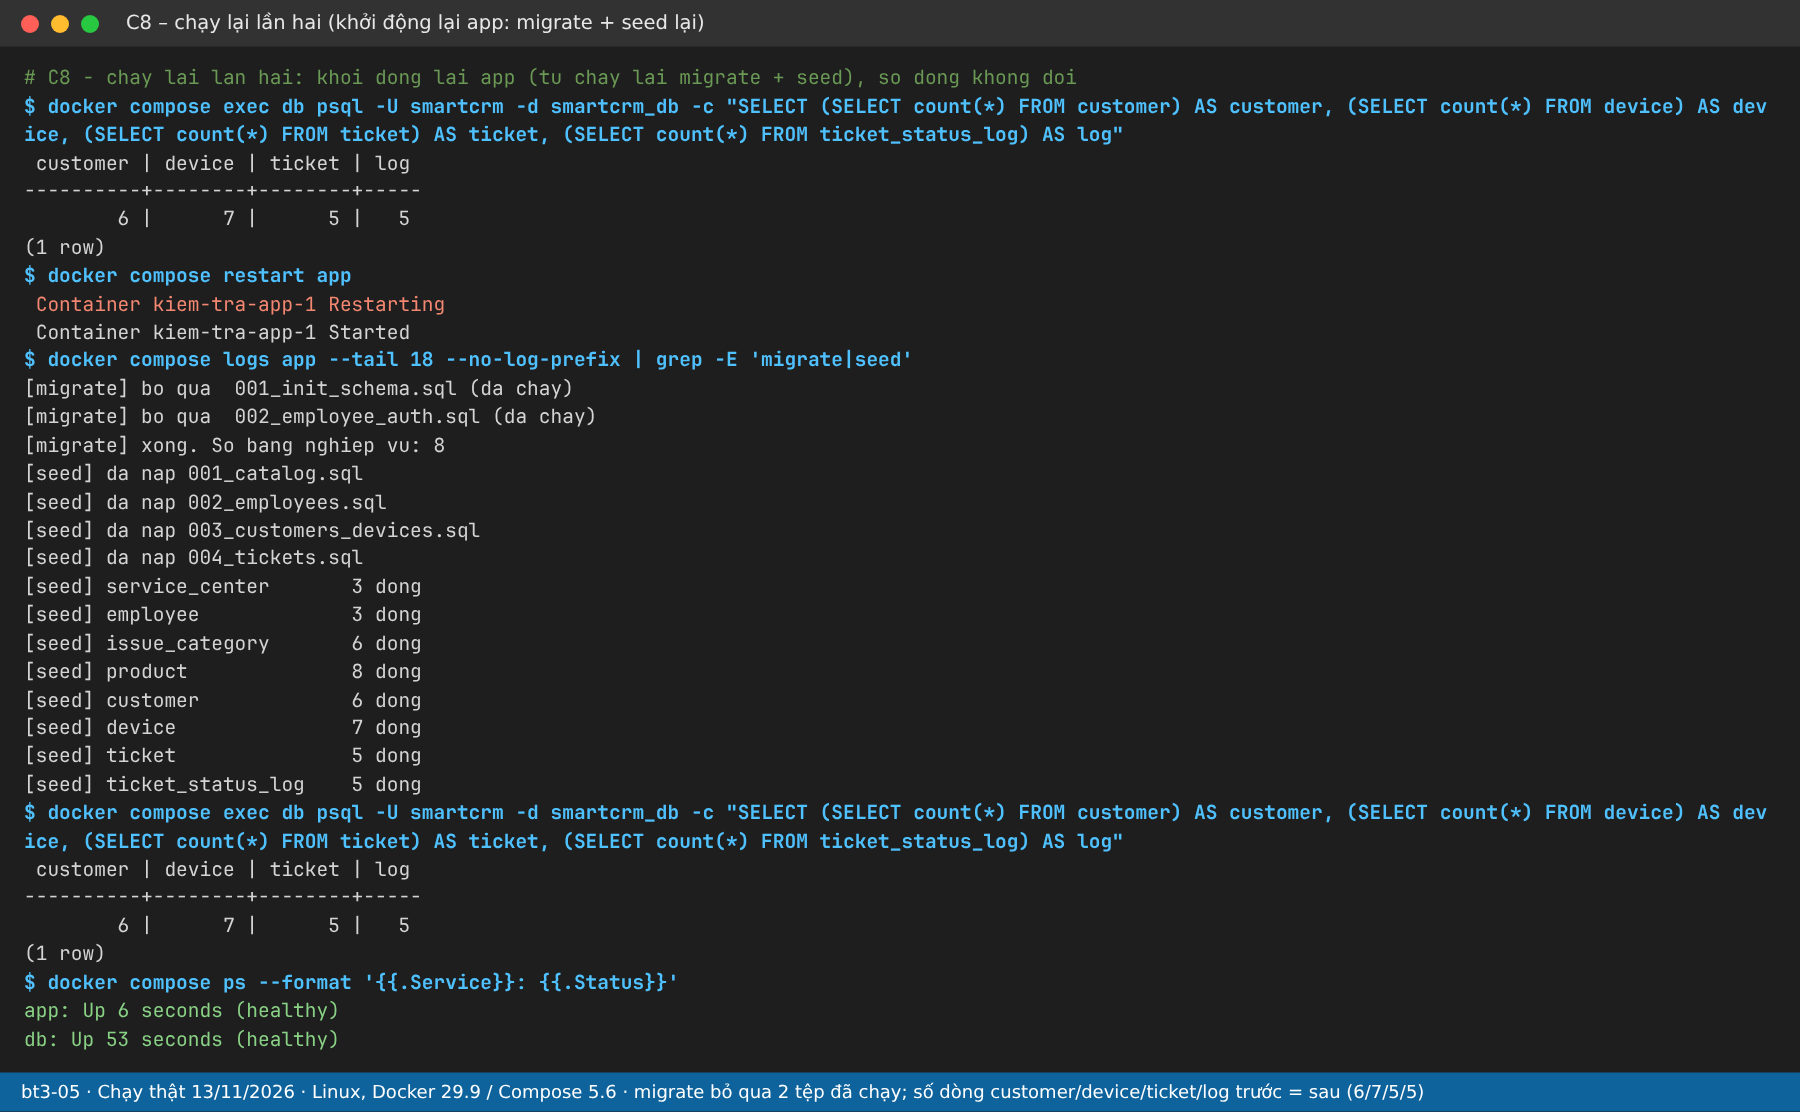 C8 – chạy lại lần hai (khởi động lại app: migrate + seed lại)
# C8 - chay lai lan hai: khoi dong lai app (tu chay lai migrate + seed), so dong khong doi
$ docker compose exec db psql -U smartcrm -d smartcrm_db -c "SELECT (SELECT count(*) FROM customer) AS customer, (SELECT count(*) FROM device) AS dev
ice, (SELECT count(*) FROM ticket) AS ticket, (SELECT count(*) FROM ticket_status_log) AS log"
 customer | device | ticket | log
----------+--------+--------+-----
        6 |      7 |      5 |   5
(1 row)
$ docker compose restart app
 Container kiem-tra-app-1 Restarting
 Container kiem-tra-app-1 Started
$ docker compose logs app --tail 18 --no-log-prefix | grep -E 'migrate|seed'
[migrate] bo qua  001_init_schema.sql (da chay)
[migrate] bo qua  002_employee_auth.sql (da chay)
[migrate] xong. So bang nghiep vu: 8
[seed] da nap 001_catalog.sql
[seed] da nap 002_employees.sql
[seed] da nap 003_customers_devices.sql
[seed] da nap 004_tickets.sql
[seed] service_center       3 dong
[seed] employee             3 dong
[seed] issue_category       6 dong
[seed] product              8 dong
[seed] customer             6 dong
[seed] device               7 dong
[seed] ticket               5 dong
[seed] ticket_status_log    5 dong
$ docker compose exec db psql -U smartcrm -d smartcrm_db -c "SELECT (SELECT count(*) FROM customer) AS customer, (SELECT count(*) FROM device) AS dev
ice, (SELECT count(*) FROM ticket) AS ticket, (SELECT count(*) FROM ticket_status_log) AS log"
 customer | device | ticket | log
----------+--------+--------+-----
        6 |      7 |      5 |   5
(1 row)
$ docker compose ps --format '{{.Service}}: {{.Status}}'
app: Up 6 seconds (healthy)
db: Up 53 seconds (healthy)
bt3-05 · Chạy thật 13/11/2026 · Linux, Docker 29.9 / Compose 5.6 · migrate bỏ qua 2 tệp đã chạy; số dòng customer/device/ticket/log trước = sau (6/7/5/5)